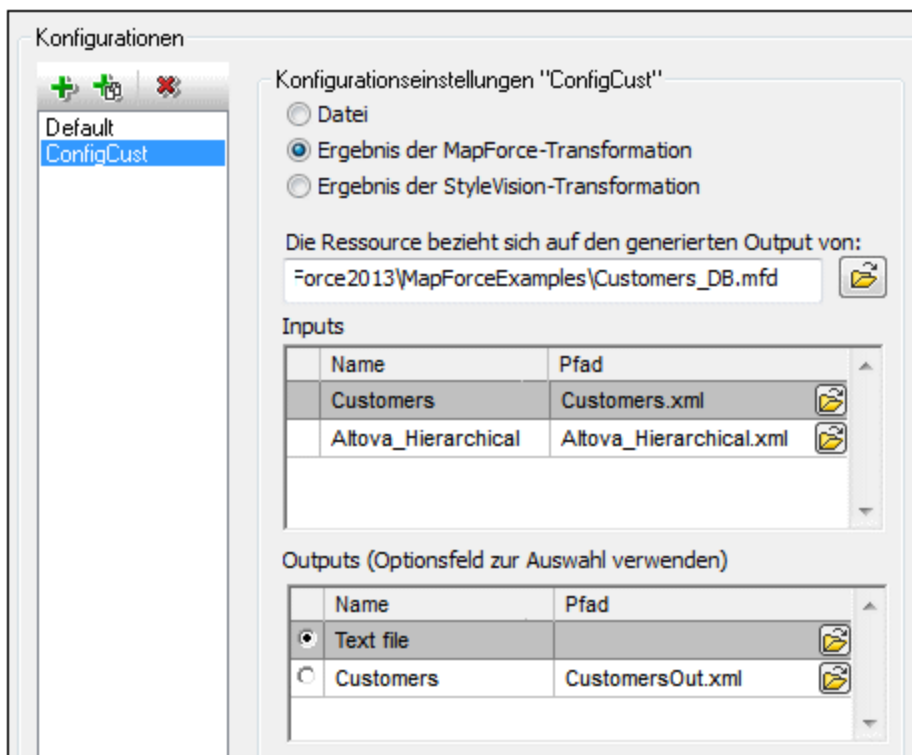 Konfigurationen
Konfigurationseinstellungen "ConfigCust"
Default
ConfigCust
Datei
Ergebnis der MapForce-Transformation
Ergebnis der StyleVision-Transformation
Die Ressource bezieht sich auf den generierten Output von:
Force2013\MapForceExamples\Customers_DB.mfd
Inputs
Name Pfad
Customers Customers.xml
Altova_Hierarchical Altova_Hierarchical.xml
Outputs (Optionsfeld zur Auswahl verwenden)
Name Pfad
Text file
Customers CustomersOut.xml